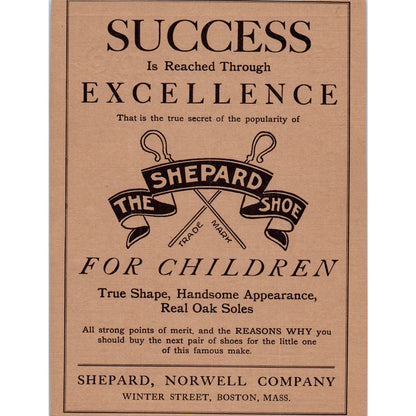 SUCCESS
Is Reached Through
EXCELLENCE
That is the true secret of the popularity of
THE SHEPARD SHOE
TRADE MARK
FOR CHILDREN
True Shape, Handsome Appearance,
Real Oak Soles
All strong points of merit, and the REASONS WHY you
should buy the next pair of shoes for the little one
of this famous make.
SHEPARD, NORWELL COMPANY
WINTER STREET, BOSTON, MASS.